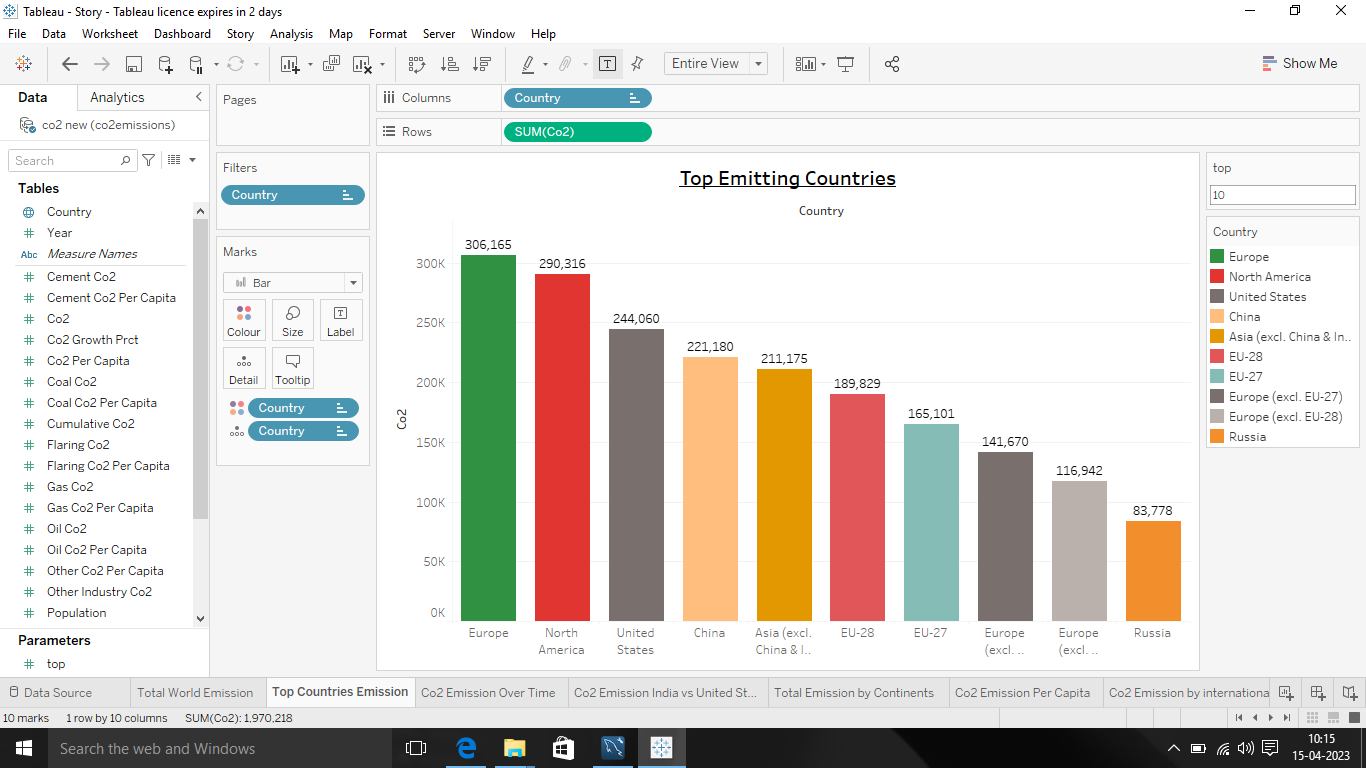 Tableau - Story - Tableau licence expires in 2 days
File Data Worksheet Dashboard Story Analysis Map Format Server Window Help
Entire View
Show Me
Data Analytics
co2 new (co2emissions)
Search
Tables
Country
Year
Abc Measure Names
Cement Co2
Cement Co2 Per Capita
Co2
Co2 Growth Prct
Co2 Per Capita
Coal Co2
Coal Co2 Per Capita
Cumulative Co2
Flaring Co2
Flaring Co2 Per Capita
Gas Co2
Gas Co2 Per Capita
Oil Co2
Oil Co2 Per Capita
Other Co2 Per Capita
Other Industry Co2
Population
Parameters
top
Pages
Filters
Country
Marks
Bar
Colour Size Label
Detail Tooltip
Country
Country
Columns Country
Rows SUM(Co2)
Top Emitting Countries
Country
Co2
300K
250K
200K
150K
100K
50K
0K
306,165
290,316
244,060
221,180
211,175
189,829
165,101
141,670
116,942
83,778
Europe
North
America
United
States
China
Asia (excl.
China & I..
EU-28
EU-27
Europe
(excl. ..
Europe
(excl. ..
Russia
top
10
Country
Europe
North America
United States
China
Asia (excl. China & In..
EU-28
EU-27
Europe (excl. EU-27)
Europe (excl. EU-28)
Russia
Data Source Total World Emission Top Countries Emission Co2 Emission Over Time Co2 Emission India vs United St... Total Emission by Continents Co2 Emission Per Capita Co2 Emission by internationa
10 marks 1 row by 10 columns SUM(Co2): 1,970,218
Search the web and Windows
10:15
15-04-2023